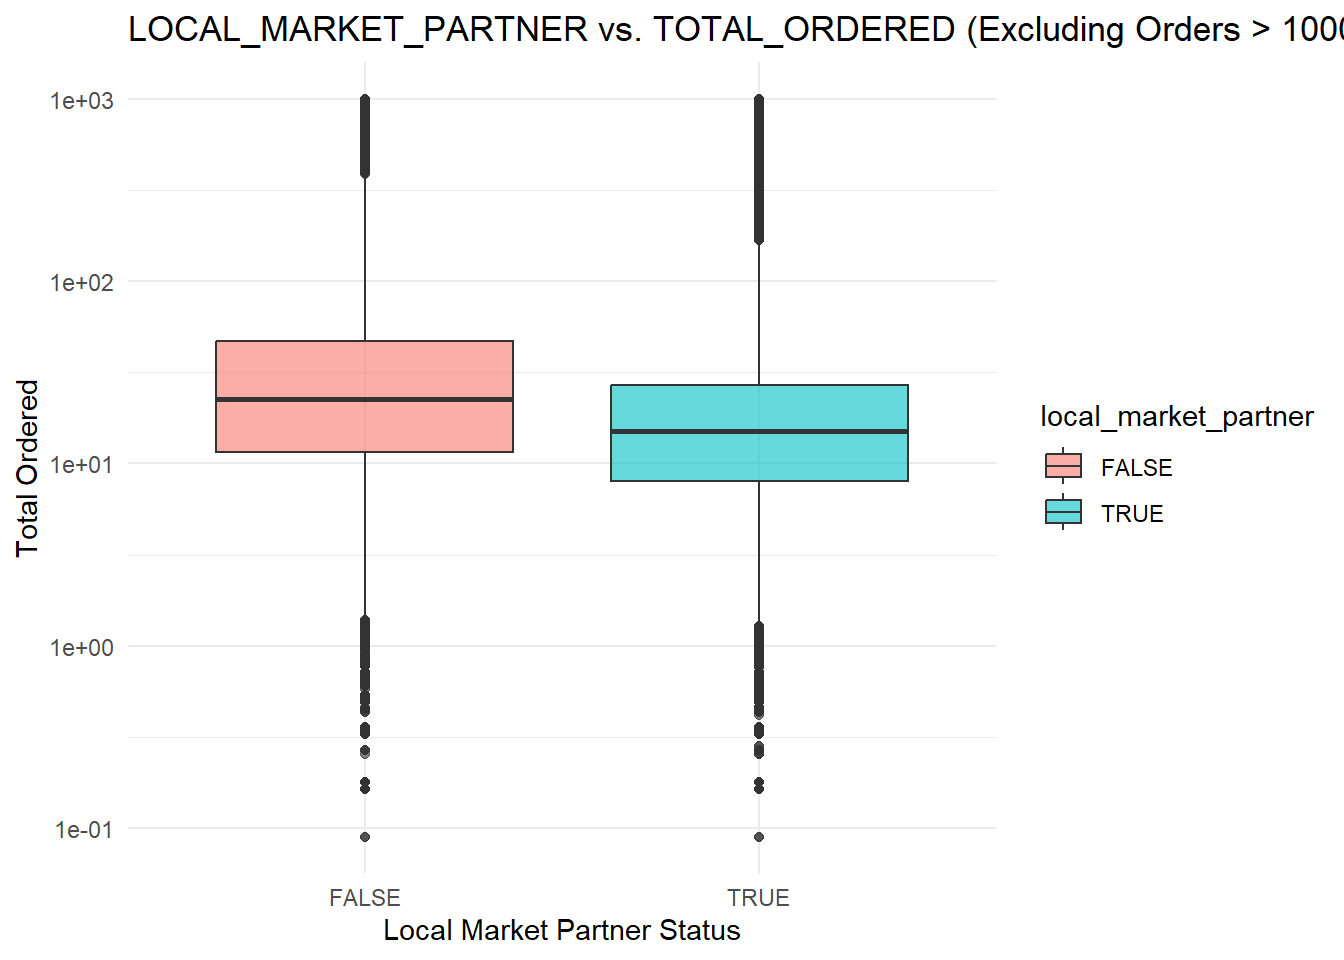 LOCAL_MARKET_PARTNER vs. TOTAL_ORDERED (Excluding Orders > 1000
1e+03
1e+02
1e+01
1e+00
1e-01
Total Ordered
FALSE
TRUE
Local Market Partner Status
local_market_partner
FALSE
TRUE